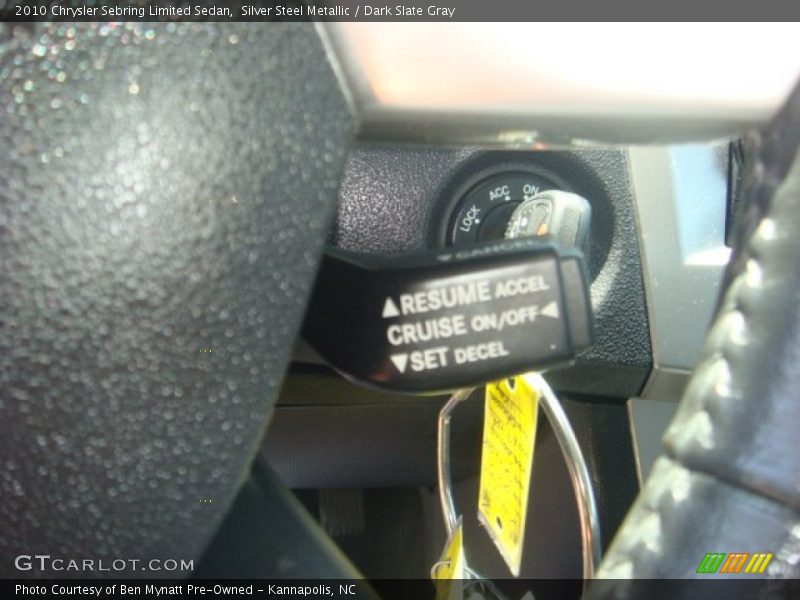 2010 Chrysler Sebring Limited Sedan,  Silver Steel Metallic / Dark Slate Gray
LOCK ACC ON
▲RESUME ACCEL
CRUISE ON/OFF◀
▼SET DECEL
GTCARLOT.COM
Photo Courtesy of Ben Mynatt Pre-Owned - Kannapolis, NC